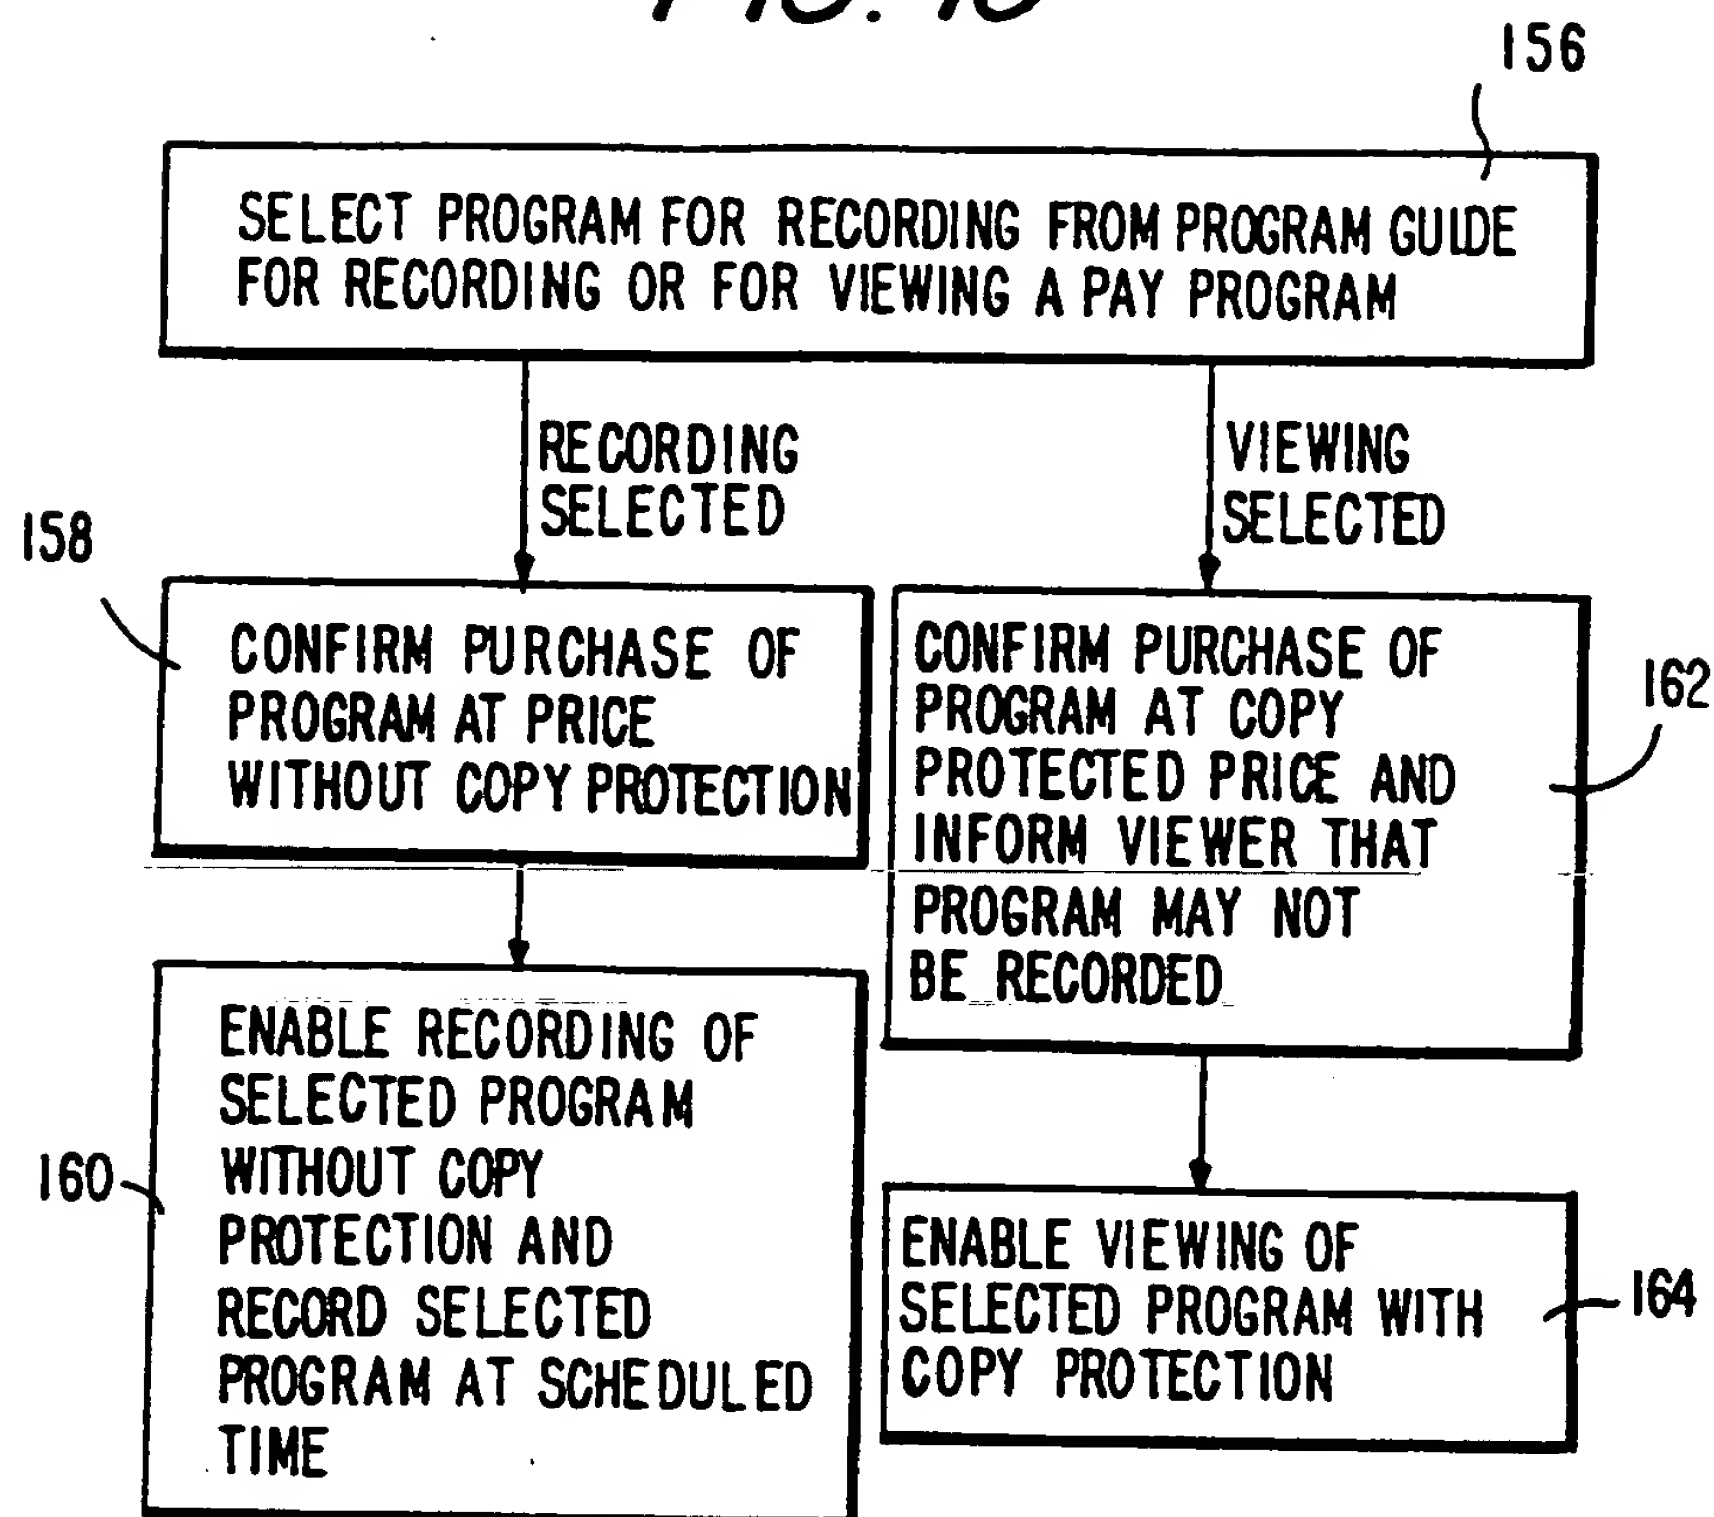 156
SELECT PROGRAM FOR RECORDING FROM PROGRAM GUIDE
FOR RECORDING OR FOR VIEWING A PAY PROGRAM
RECORDING
SELECTED
VIEWING
SELECTED
158
CONFIRM PURCHASE OF
PROGRAM AT PRICE
WITHOUT COPY PROTECTION
CONFIRM PURCHASE OF
PROGRAM AT COPY
PROTECTED PRICE AND
INFORM VIEWER THAT
PROGRAM MAY NOT
BE RECORDED
162
160
ENABLE RECORDING OF
SELECTED PROGRAM
WITHOUT COPY
PROTECTION AND
RECORD SELECTED
PROGRAM AT SCHEDULED
TIME
ENABLE VIEWING OF
SELECTED PROGRAM WITH
COPY PROTECTION
164